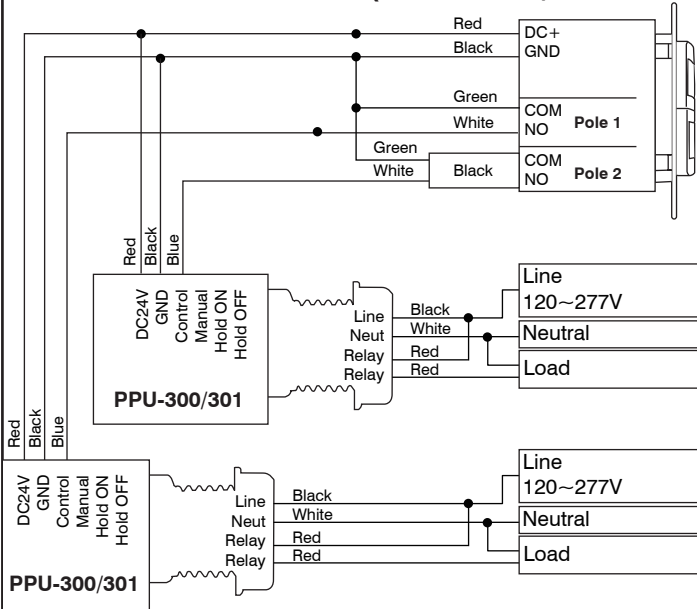 Red
DC+
Black
GND
Green
COM
White
NO
Pole 1
Green
COM
White
Black
NO
Pole 2
Red
Black
Blue
DC24V
GND
Control
Manual
Hold ON
Hold OFF
PPU-300/301
Line
Neut
Relay
Relay
Black
White
Red
Red
Line
120~277V
Neutral
Load
Red
Black
Blue
DC24V
GND
Control
Manual
Hold ON
Hold OFF
PPU-300/301
Line
Neut
Relay
Relay
Black
White
Red
Red
Line
120~277V
Neutral
Load